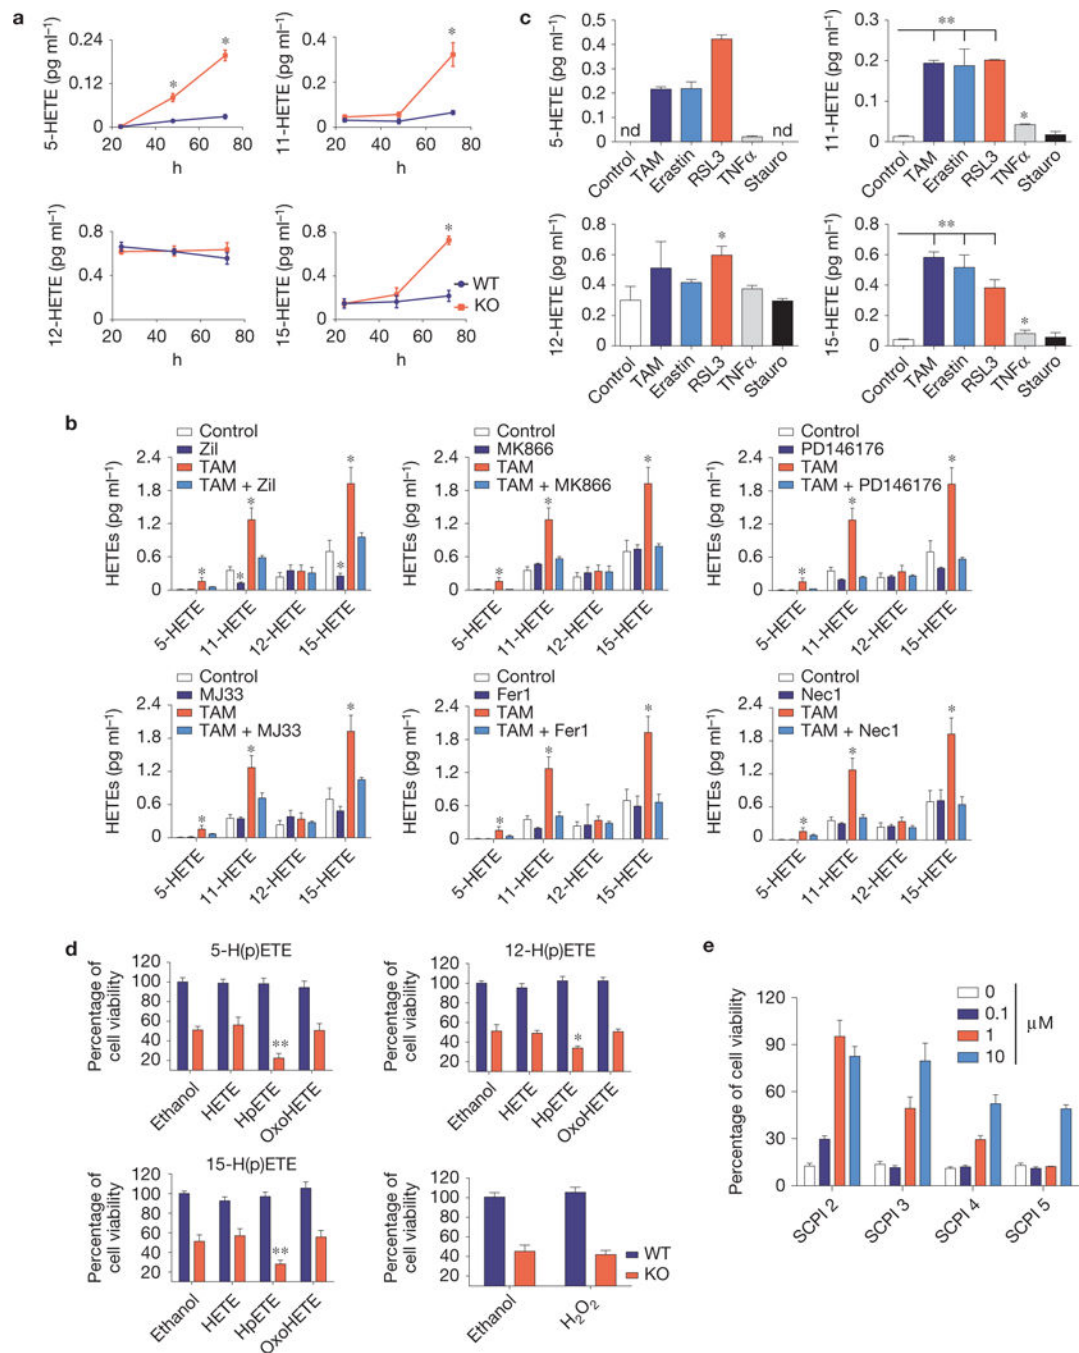 a
5-HETE (pg ml⁻¹)
0.24
0.12
0
20 40 60 80
h
*
*
11-HETE (pg ml⁻¹)
0.4
0.2
0
20 40 60 80
h
*
12-HETE (pg ml⁻¹)
0.8
0.4
0
20 40 60 80
h
15-HETE (pg ml⁻¹)
0.8
0.4
0
20 40 60 80
h
*
WT
KO
c
5-HETE (pg ml⁻¹)
0.5
0.4
0.3
0.2
0.1
0
nd
nd
Control
TAM
Erastin
RSL3
TNFα
Stauro
11-HETE (pg ml⁻¹)
0.3
0.2
0.1
0
**
*
Control
TAM
Erastin
RSL3
TNFα
Stauro
12-HETE (pg ml⁻¹)
0.8
0.6
0.4
0.2
0
*
Control
TAM
Erastin
RSL3
TNFα
Stauro
15-HETE (pg ml⁻¹)
0.8
0.6
0.4
0.2
0
**
*
Control
TAM
Erastin
RSL3
TNFα
Stauro
b
Control
Zil
TAM
TAM + Zil
HETEs (pg ml⁻¹)
2.4
1.8
1.2
0.6
0
*
*
*
*
*
5-HETE
11-HETE
12-HETE
15-HETE
Control
MK866
TAM
TAM + MK866
HETEs (pg ml⁻¹)
2.4
1.8
1.2
0.6
0
*
*
*
5-HETE
11-HETE
12-HETE
15-HETE
Control
PD146176
TAM
TAM + PD146176
HETEs (pg ml⁻¹)
2.4
1.8
1.2
0.6
0
*
*
*
5-HETE
11-HETE
12-HETE
15-HETE
Control
MJ33
TAM
TAM + MJ33
HETEs (pg ml⁻¹)
2.4
1.8
1.2
0.6
0
*
*
*
5-HETE
11-HETE
12-HETE
15-HETE
Control
Fer1
TAM
TAM + Fer1
HETEs (pg ml⁻¹)
2.4
1.8
1.2
0.6
0
*
*
*
5-HETE
11-HETE
12-HETE
15-HETE
Control
Nec1
TAM
TAM + Nec1
HETEs (pg ml⁻¹)
2.4
1.8
1.2
0.6
0
*
*
*
5-HETE
11-HETE
12-HETE
15-HETE
d
5-H(p)ETE
Percentage of
cell viability
120
100
80
60
40
20
**
Ethanol
HETE
HpETE
OxoHETE
12-H(p)ETE
Percentage of
cell viability
120
100
80
60
40
20
*
Ethanol
HETE
HpETE
OxoHETE
15-H(p)ETE
Percentage of
cell viability
120
100
80
60
40
20
**
Ethanol
HETE
HpETE
OxoHETE
Percentage of
cell viability
120
100
80
60
40
20
Ethanol
H₂O₂
WT
KO
e
Percentage of cell viability
120
90
60
30
0
0
0.1
1
10
μM
SCPI 2
SCPI 3
SCPI 4
SCPI 5